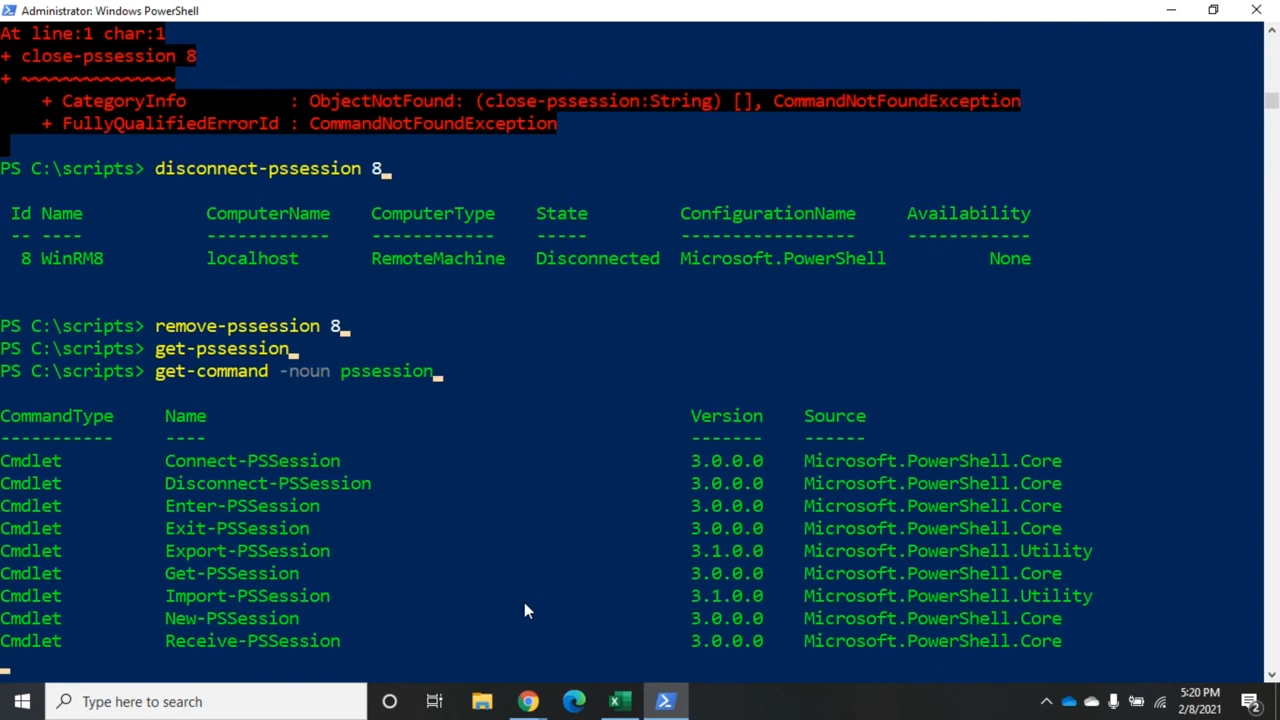 Administrator: Windows PowerShell
At line:1 char:1
+ close-pssession 8
+ ~~~~~~~~~~~~~~~
+ CategoryInfo : ObjectNotFound: (close-pssession:String) [], CommandNotFoundException
+ FullyQualifiedErrorId : CommandNotFoundException
PS C:\scripts> disconnect-pssession 8
Id Name ComputerName ComputerType State ConfigurationName Availability
-- ---- ------------ ------------ ----- ----------------- ------------
8 WinRM8 localhost RemoteMachine Disconnected Microsoft.PowerShell None
PS C:\scripts> remove-pssession 8
PS C:\scripts> get-pssession
PS C:\scripts> get-command -noun pssession
CommandType Name Version Source
----------- ---- ------- ------
Cmdlet Connect-PSSession 3.0.0.0 Microsoft.PowerShell.Core
Cmdlet Disconnect-PSSession 3.0.0.0 Microsoft.PowerShell.Core
Cmdlet Enter-PSSession 3.0.0.0 Microsoft.PowerShell.Core
Cmdlet Exit-PSSession 3.0.0.0 Microsoft.PowerShell.Core
Cmdlet Export-PSSession 3.1.0.0 Microsoft.PowerShell.Utility
Cmdlet Get-PSSession 3.0.0.0 Microsoft.PowerShell.Core
Cmdlet Import-PSSession 3.1.0.0 Microsoft.PowerShell.Utility
Cmdlet New-PSSession 3.0.0.0 Microsoft.PowerShell.Core
Cmdlet Receive-PSSession 3.0.0.0 Microsoft.PowerShell.Core
Type here to search
5:20 PM
2/8/2021
2